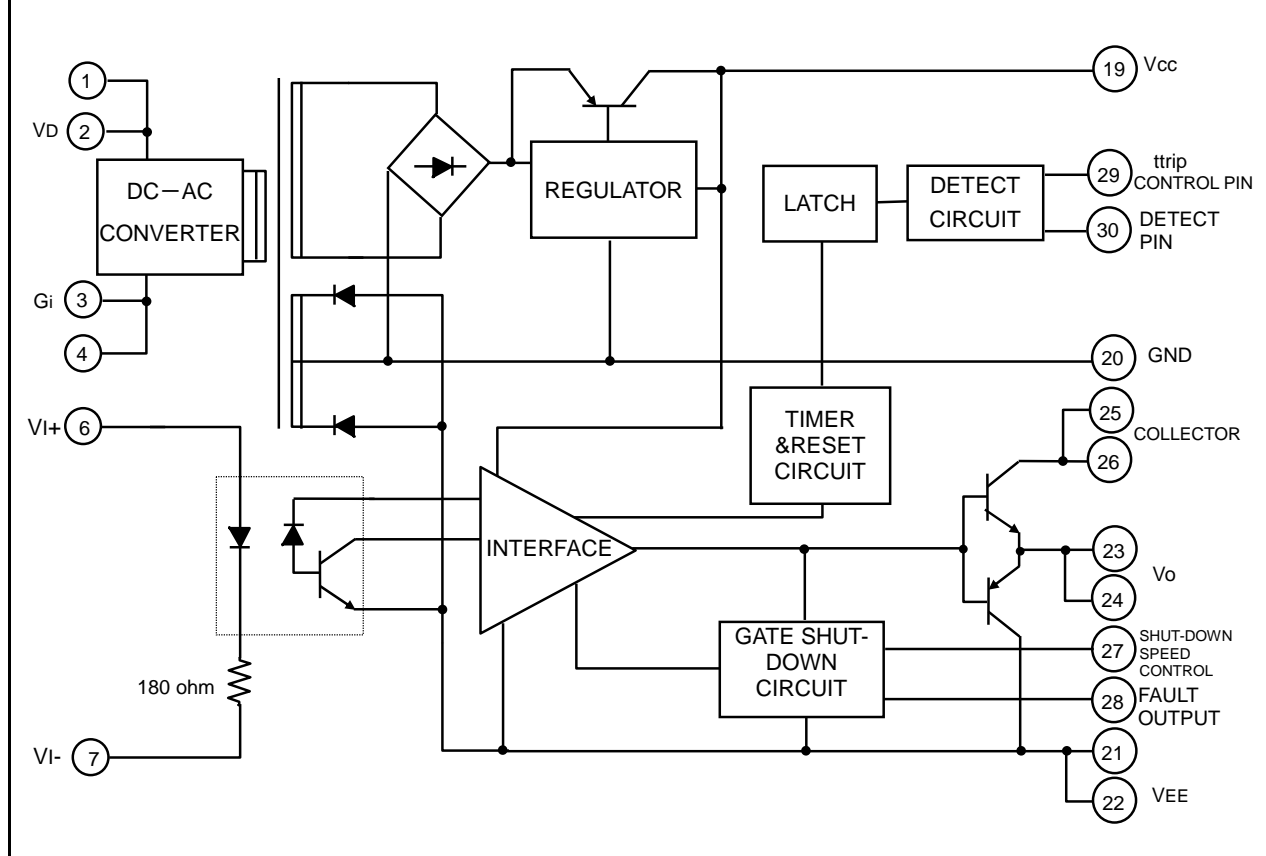 1
VD 2
DC—AC
CONVERTER
Gi 3
4
VI+ 6
180 ohm
VI- 7
REGULATOR
LATCH
DETECT
CIRCUIT
TIMER
&RESET
CIRCUIT
INTERFACE
GATE SHUT-
DOWN
CIRCUIT
19 Vcc
29 ttrip
CONTROL PIN
30 DETECT
PIN
20 GND
25
COLLECTOR
26
23
Vo
24
27 SHUT-DOWN
SPEED
CONTROL
28 FAULT
OUTPUT
21
22 VEE